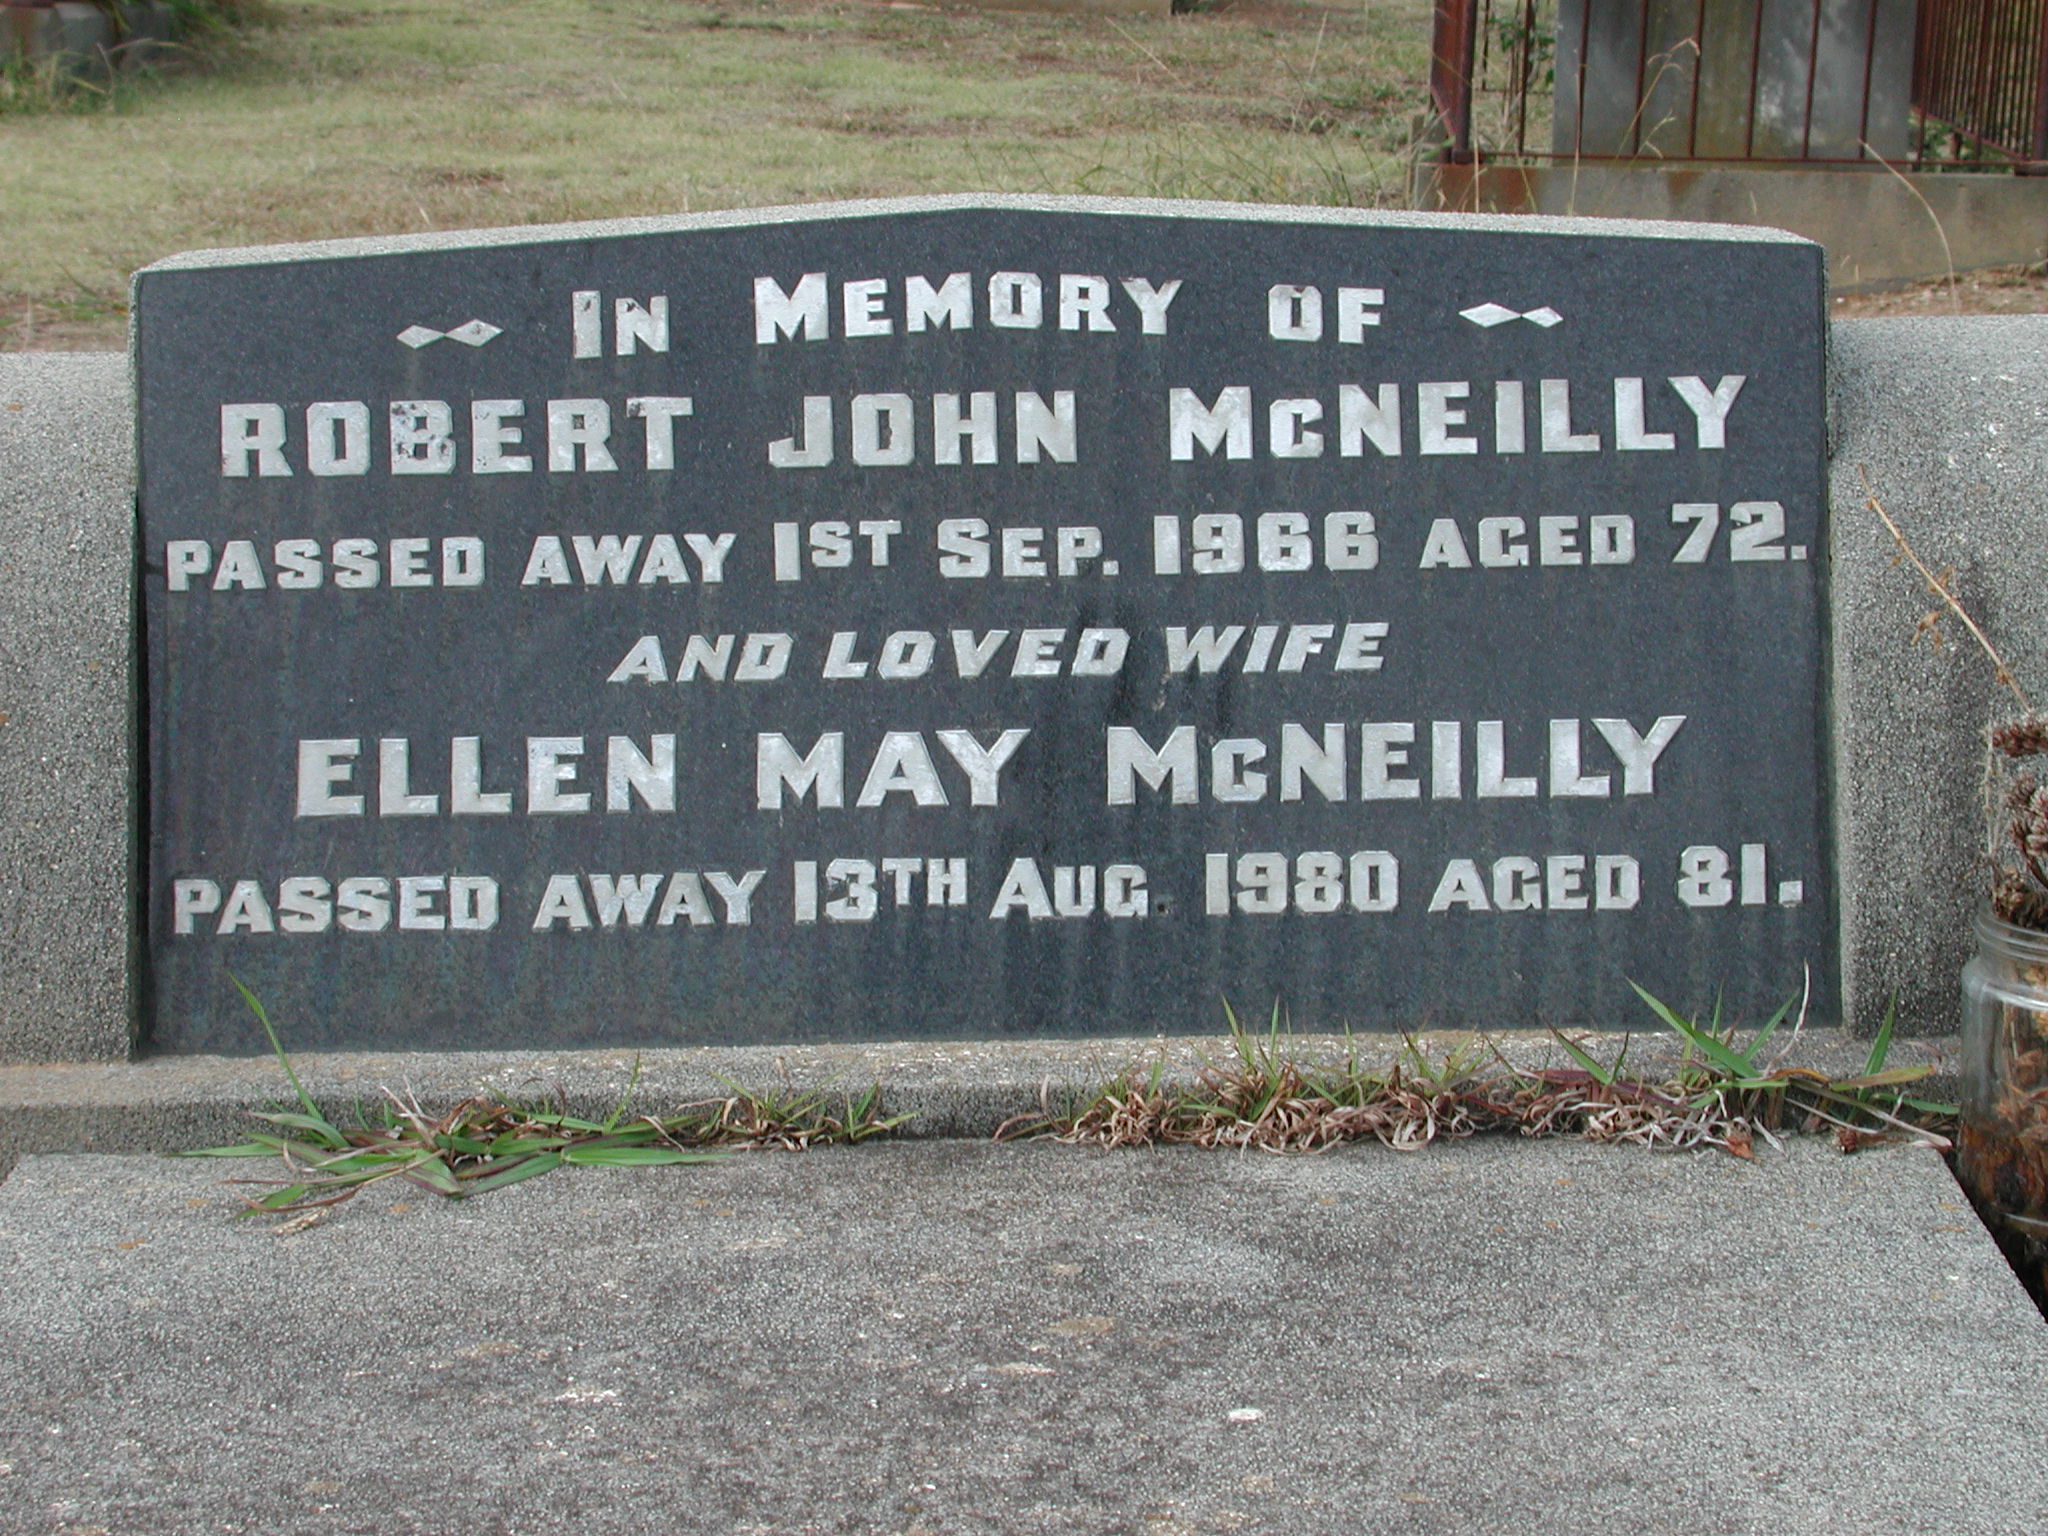 In Memory of
ROBERT JOHN McNEILLY
PASSED AWAY 1ST SEP. 1966 AGED 72.
AND LOVED WIFE
ELLEN MAY McNEILLY
PASSED AWAY 13TH AUG. 1980 AGED 81.